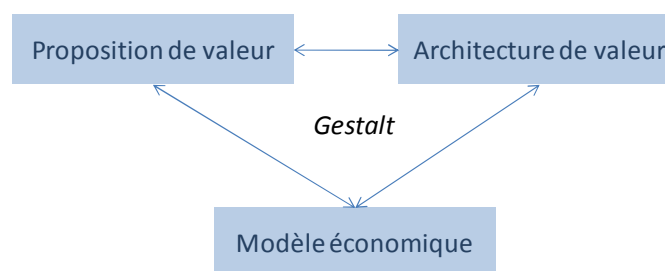 Proposition de valeur
Architecture de valeur
Gestalt
Modèle économique